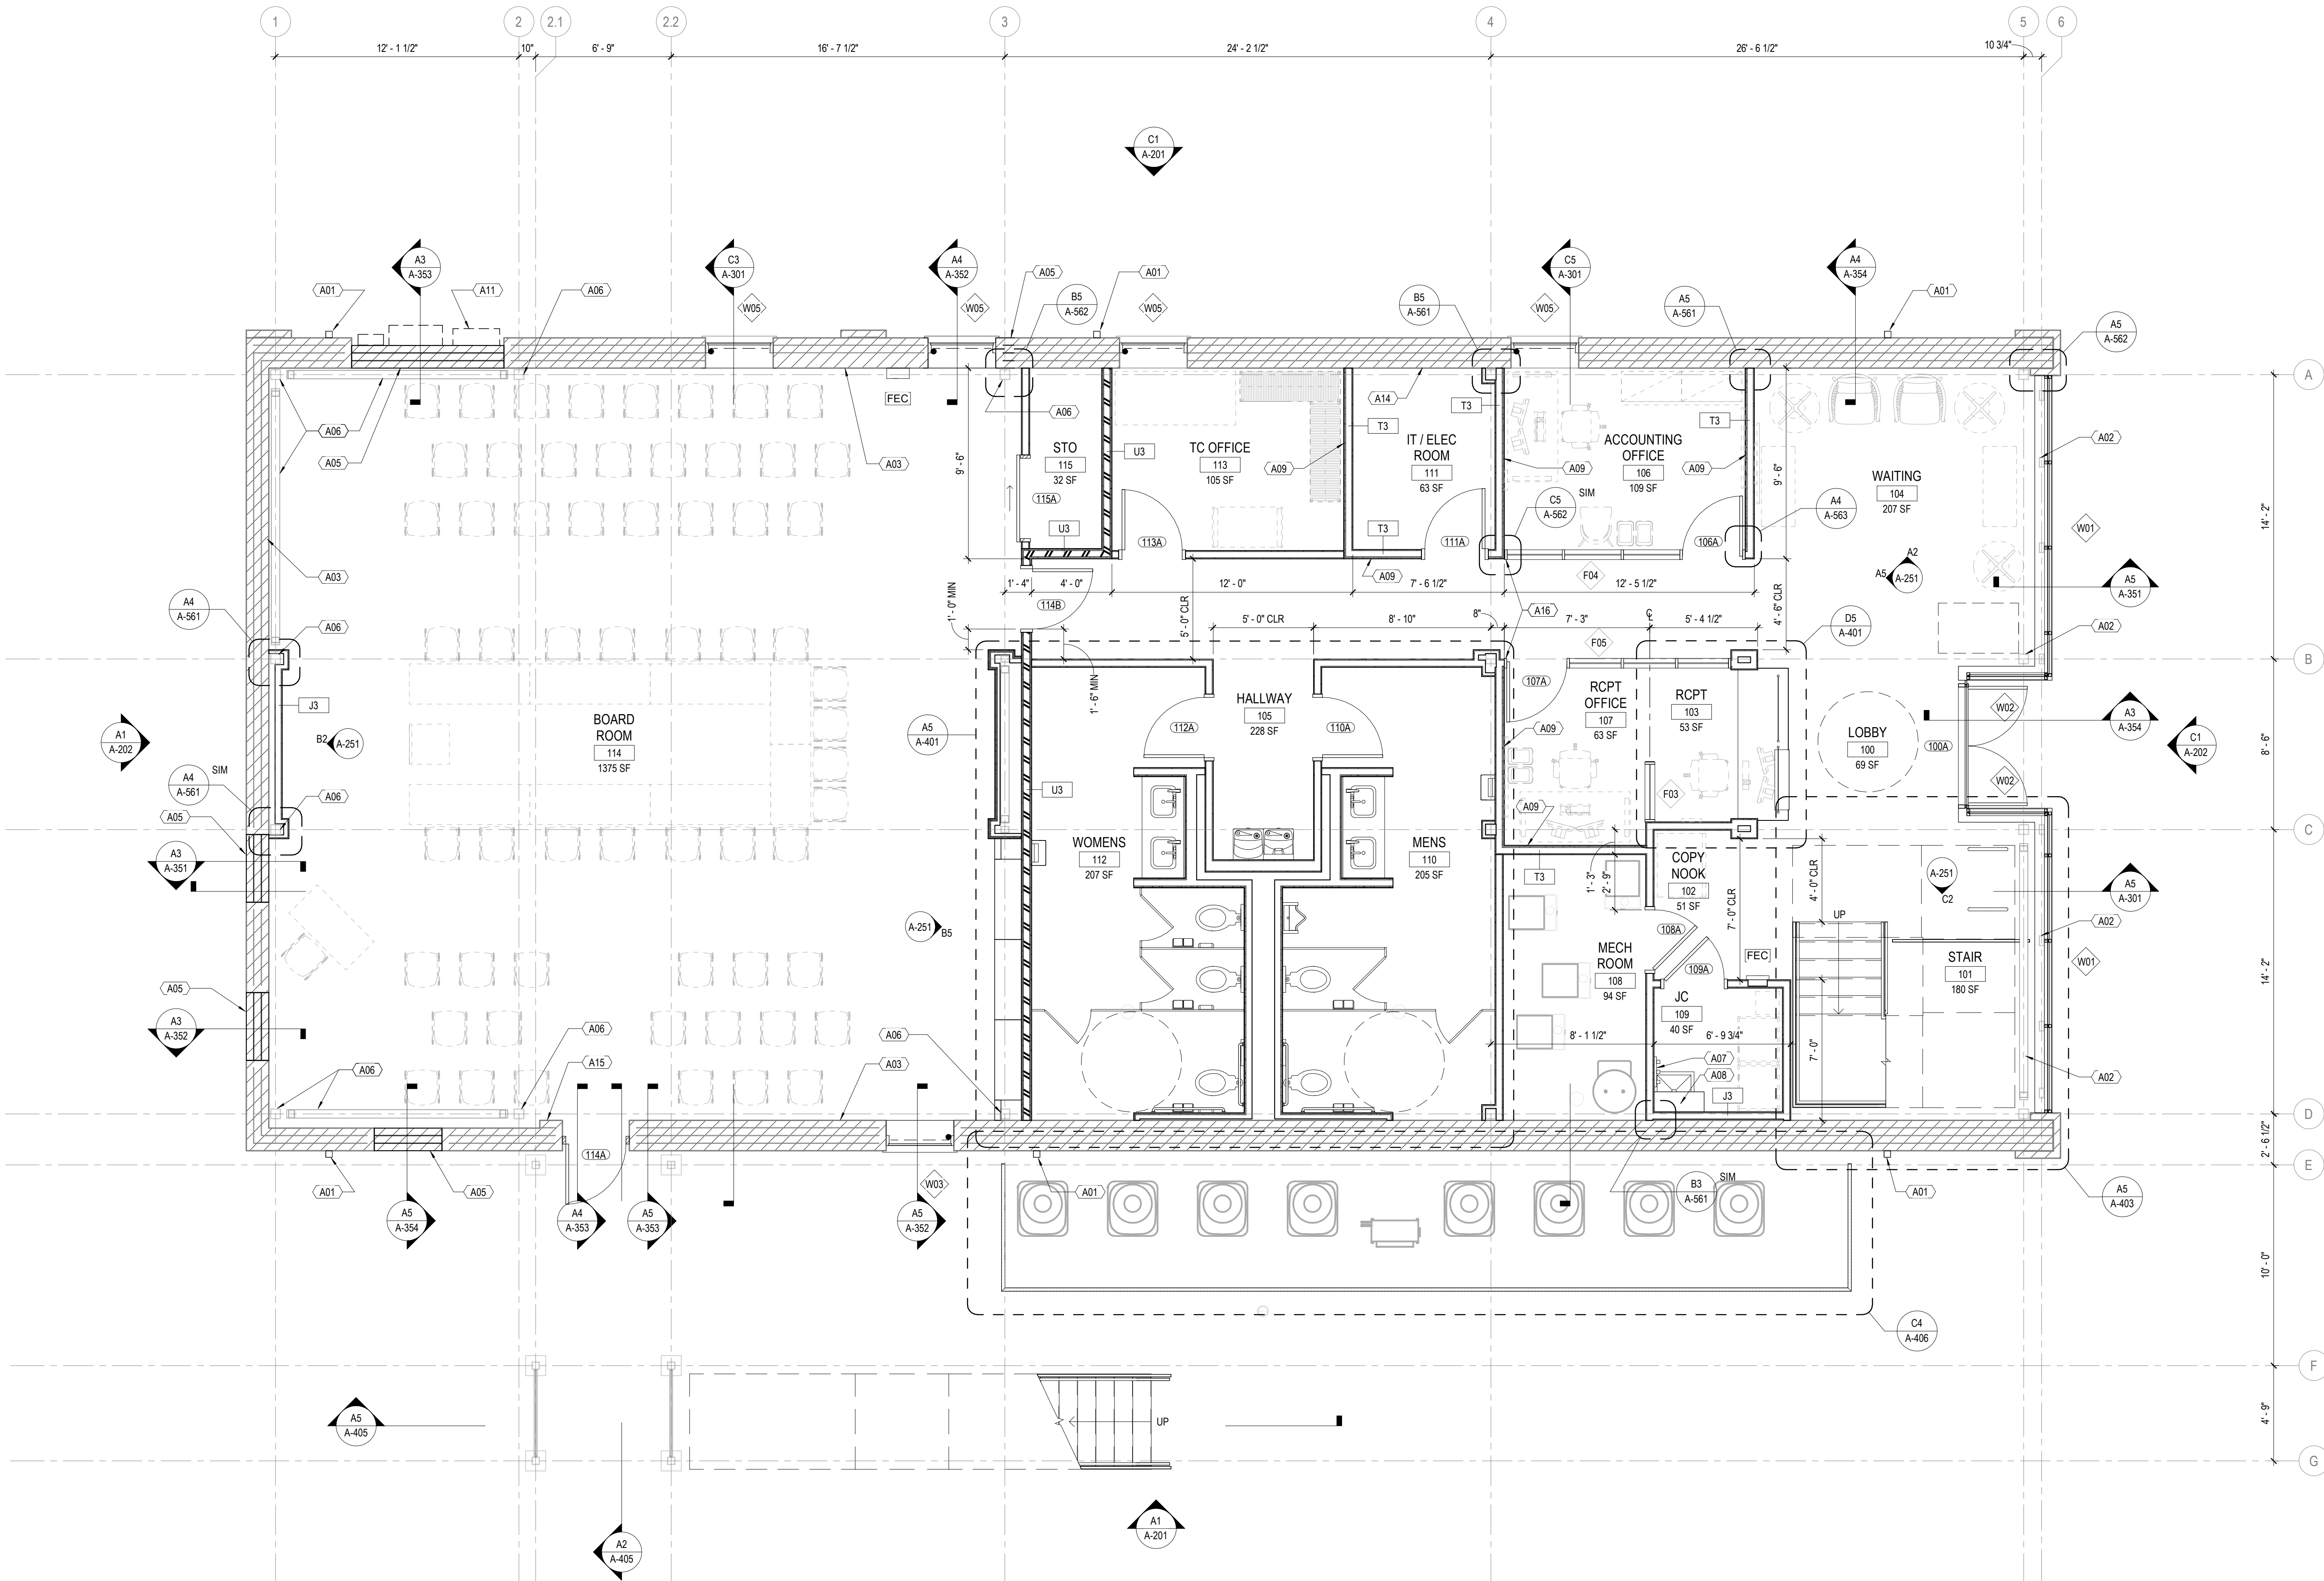 1
2
2.1
2.2
3
4
5
6
12' - 1 1/2"
10"
6' - 9"
16' - 7 1/2"
24' - 2 1/2"
26' - 6 1/2"
10 3/4"
C1
A-201
A3
A-353
C3
A-301
A4
A-352
A05
A01
C5
A-301
A4
A-354
A01
A11
A06
A01
W05
W05
B5
A-562
W05
B5
A-561
W05
A5
A-561
A5
A-562
A
FEC
A06
A05
A03
A06
9' - 6"
STO
115
32 SF
115A
U3
U3
TC OFFICE
113
105 SF
A09
113A
A14
T3
T3
IT / ELEC
ROOM
111
63 SF
T3
111A
A09
A09
C5
A-562
SIM
ACCOUNTING
OFFICE
106
109 SF
T3
A09
106A
F04
9' - 6"
WAITING
104
207 SF
A4
A-563
A02
W01
14' - 2"
A2
A5
A-251
A5
A-351
A03
A4
A-561
A06
1' - 0" MIN
114B
1' - 4"
4' - 0"
12' - 0"
7' - 6 1/2"
12' - 5 1/2"
A16
5' - 0" CLR
5' - 0" CLR
8' - 10"
8"
7' - 3"
5' - 4 1/2"
4' - 6" CLR
D5
A-401
A02
B
1' - 6" MIN
F05
107A
HALLWAY
105
228 SF
112A
110A
RCPT
OFFICE
107
63 SF
A09
RCPT
103
53 SF
LOBBY
100
69 SF
100A
W02
W02
A3
A-354
C1
A-202
8' - 6"
A1
A-202
J3
B2
A-251
BOARD
ROOM
114
1375 SF
A5
A-401
U3
A4
A-561
SIM
A06
A05
A09
F03
C
A3
A-351
WOMENS
112
207 SF
MENS
110
205 SF
T3
1' - 3"
2' - 9"
COPY
NOOK
102
51 SF
7' - 0" CLR
4' - 0" CLR
A-251
C2
A5
A-301
UP
A-251
B5
108A
MECH
ROOM
108
94 SF
109A
FEC
STAIR
101
180 SF
A02
W01
14' - 2"
A05
A3
A-352
JC
109
40 SF
8' - 1 1/2"
6' - 9 3/4"
A07
A08
J3
7' - 0"
A02
A06
A06
A15
A06
A03
D
2' - 6 1/2"
E
114A
A01
A05
W03
A01
B3
A-561
SIM
A01
A5
A-403
A5
A-354
A4
A-353
A5
A-353
A5
A-352
10' - 0"
C4
A-406
F
A5
A-405
UP
4' - 9"
G
A2
A-405
A1
A-201